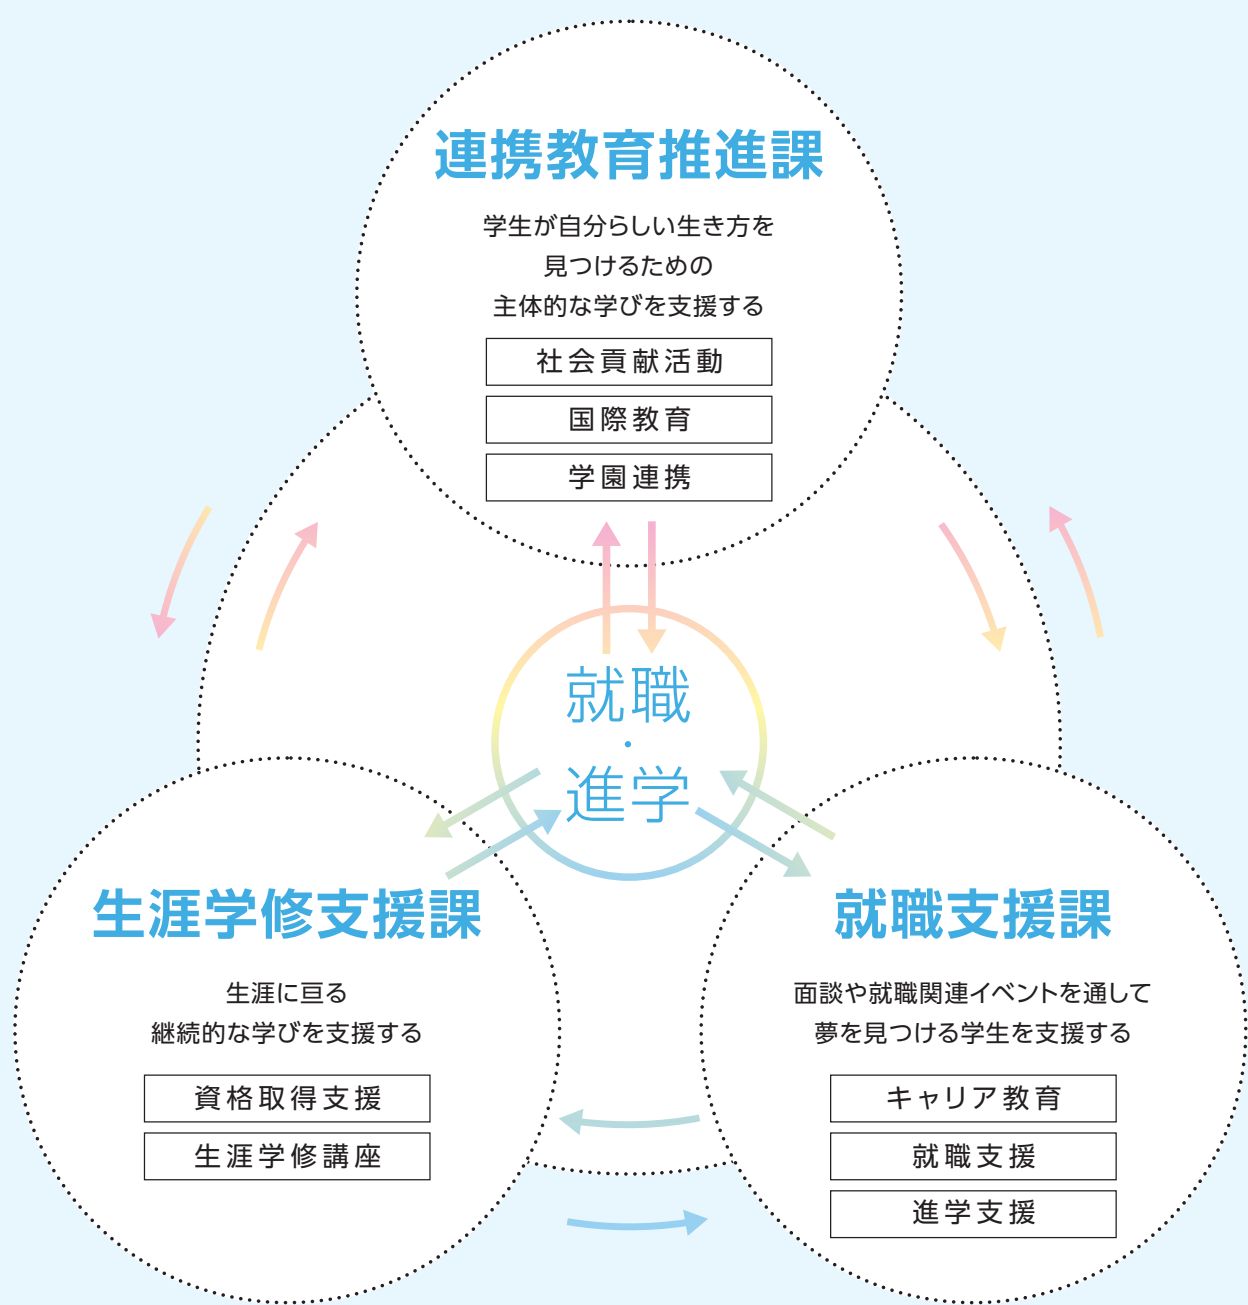 連携教育推進課
学生が自分らしい生き方を
見つけるための
主体的な学びを支援する
社会貢献活動
国際教育
学園連携
就職
・
進学
生涯学修支援課
生涯に亘る
継続的な学びを支援する
資格取得支援
生涯学修講座
就職支援課
面談や就職関連イベントを通して
夢を見つける学生を支援する
キャリア教育
就職支援
進学支援